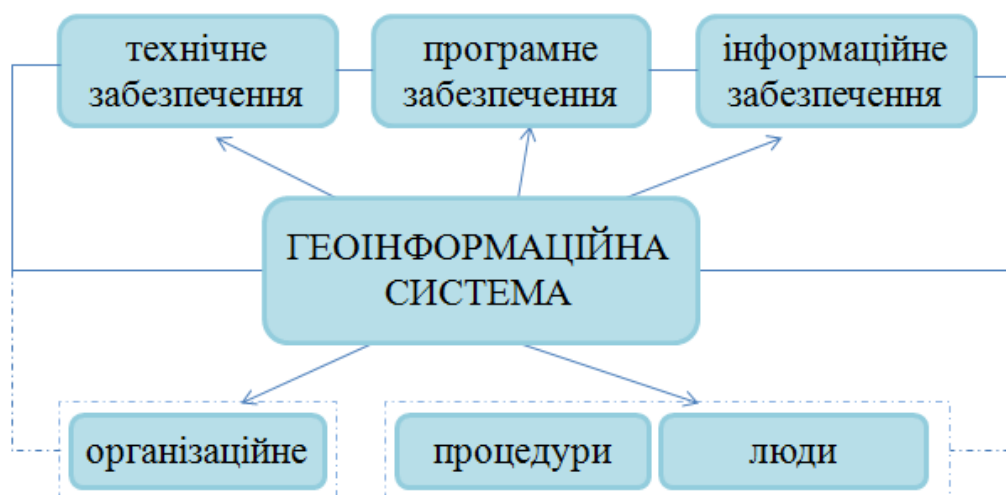 технічне
забезпечення
програмне
забезпечення
інформаційне
забезпечення
ГЕОІНФОРМАЦІЙНА
СИСТЕМА
організаційне
процедури
люди